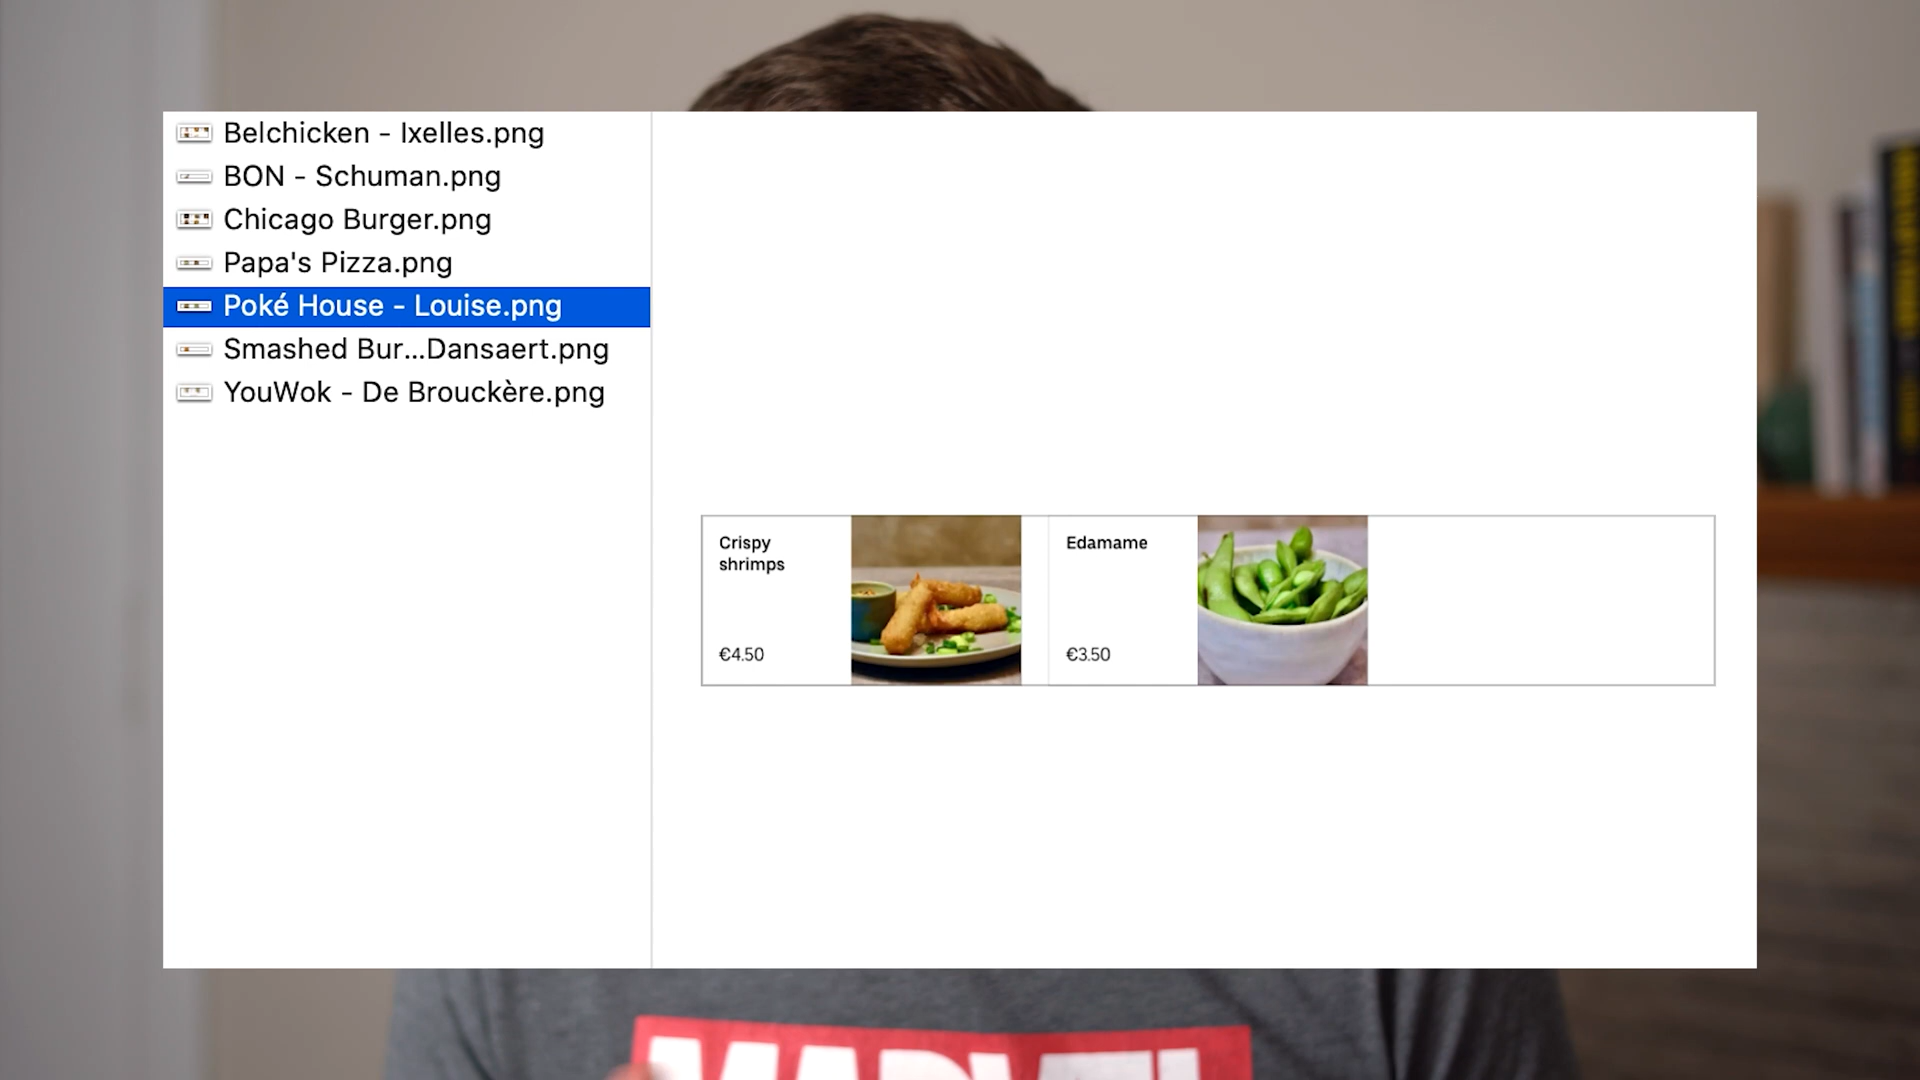 Belchicken - Ixelles.png
BON - Schuman.png
Chicago Burger.png
Papa's Pizza.png
Poké House - Louise.png
Smashed Bur...Dansaert.png
YouWok - De Brouckère.png
Crispy
shrimps
€4.50
Edamame
€3.50
MARVEL